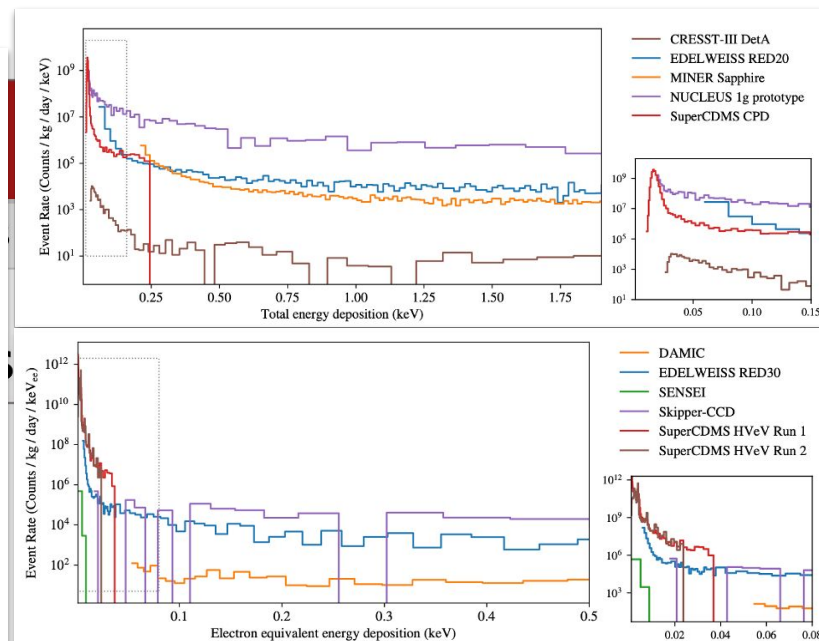 CRESST-III DetA
EDELWEISS RED20
MINER Sapphire
NUCLEUS 1g prototype
SuperCDMS CPD
Event Rate (Counts / kg / day / keV)
10⁹
10⁷
10⁵
10³
10¹
0.25 0.50 0.75 1.00 1.25 1.50 1.75
Total energy deposition (keV)
10⁹
10⁷
10⁵
10³
10¹
0.05 0.10 0.15
DAMIC
EDELWEISS RED30
SENSEI
Skipper-CCD
SuperCDMS HVeV Run 1
SuperCDMS HVeV Run 2
Event Rate (Counts / kg / day / keVₑₑ)
10¹²
10¹⁰
10⁸
10⁶
10⁴
10²
0.1 0.2 0.3 0.4 0.5
Electron equivalent energy deposition (keV)
10¹²
10⁹
10⁶
10³
0.02 0.04 0.06 0.08